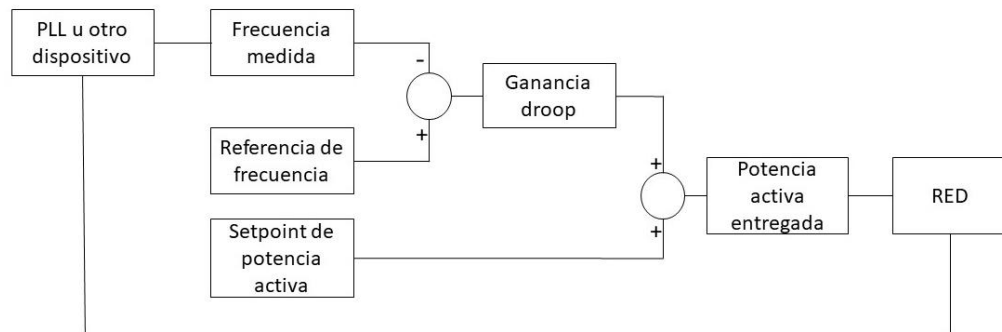 PLL u otro
dispositivo
Frecuencia
medida
-
+
Ganancia
droop
Referencia de
frecuencia
+
+
Potencia
activa
entregada
RED
Setpoint de
potencia
activa